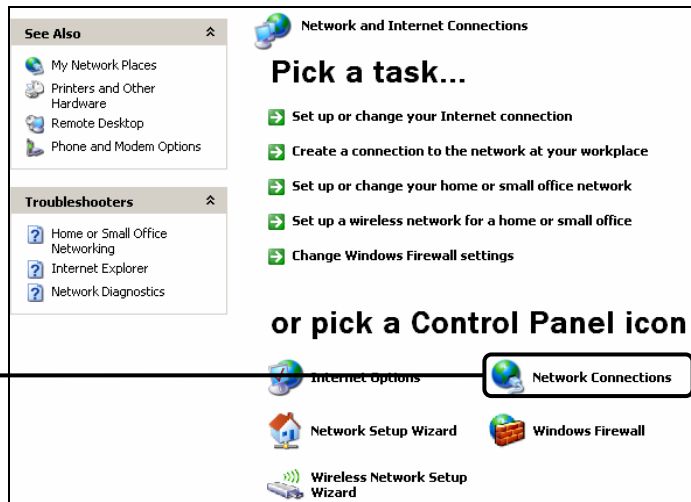 See Also
My Network Places
Printers and Other
Hardware
Remote Desktop
Phone and Modem Options
Troubleshooters
Home or Small Office
Networking
Internet Explorer
Network Diagnostics
Network and Internet Connections
Pick a task...
Set up or change your Internet connection
Create a connection to the network at your workplace
Set up or change your home or small office network
Set up a wireless network for a home or small office
Change Windows Firewall settings
or pick a Control Panel icon
Internet Options
Network Connections
Network Setup Wizard
Windows Firewall
Wireless Network Setup
Wizard